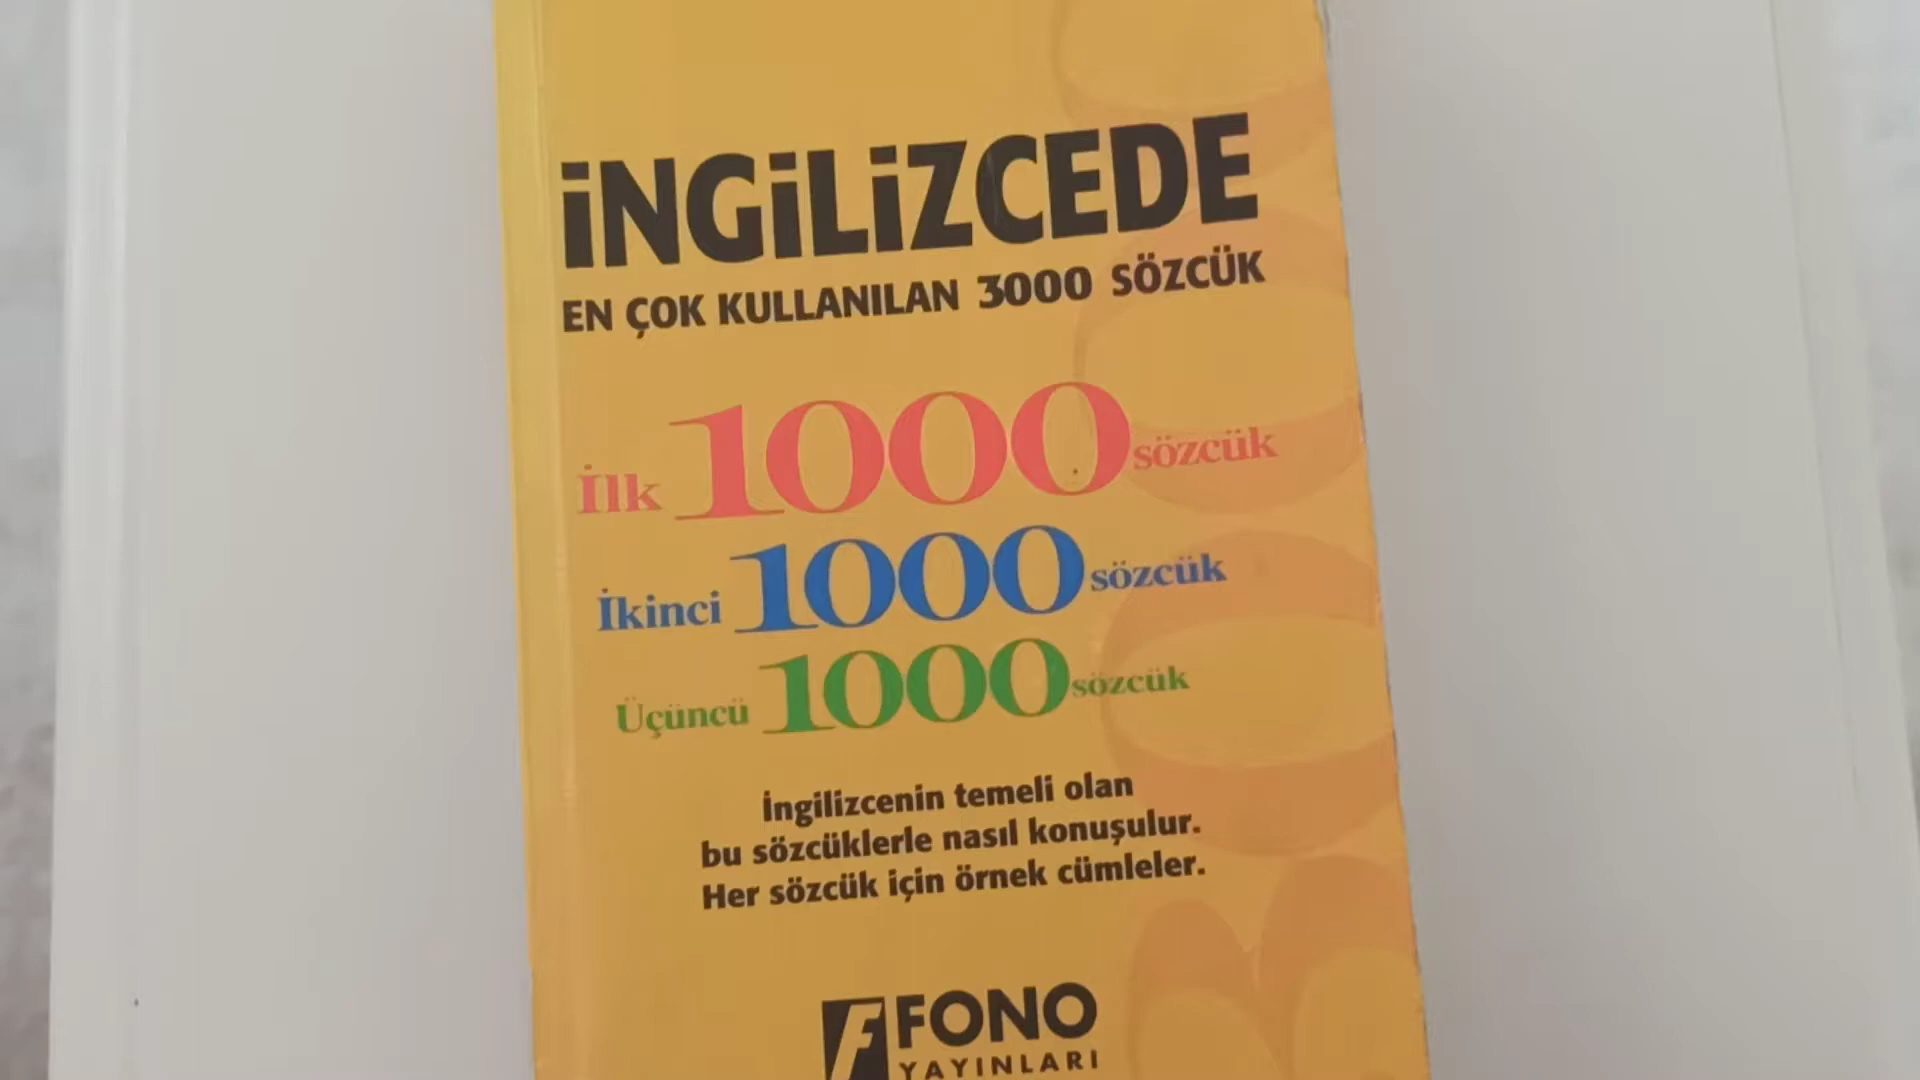 İNGİLİZCEDE
EN ÇOK KULLANILAN 3000 SÖZCÜK
İlk 1000 sözcük
İkinci 1000 sözcük
Üçüncü 1000 sözcük
İngilizcenin temeli olan
bu sözcüklerle nasıl konuşulur.
Her sözcük için örnek cümleler.
FONO
YAYINLARI